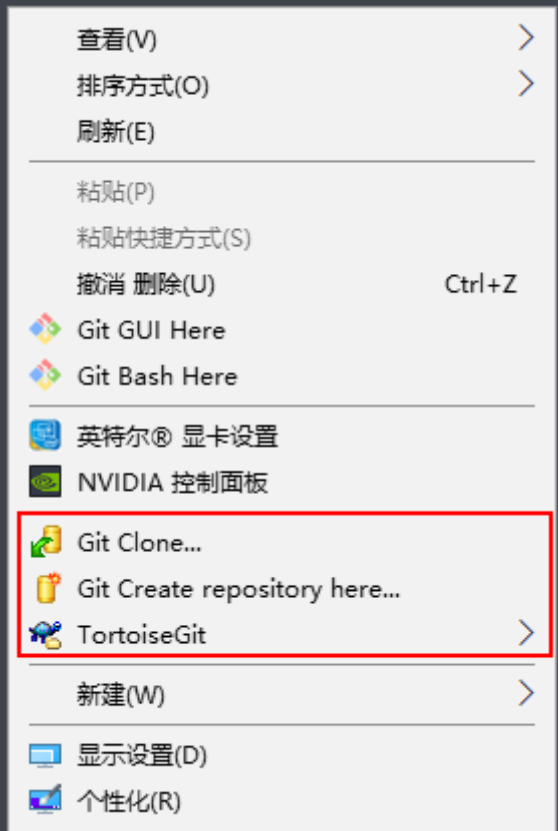 查看(V)
排序方式(O)
刷新(E)
粘贴(P)
粘贴快捷方式(S)
撤消 删除(U) Ctrl+Z
Git GUI Here
Git Bash Here
英特尔® 显卡设置
NVIDIA 控制面板
Git Clone...
Git Create repository here...
TortoiseGit
新建(W)
显示设置(D)
个性化(R)